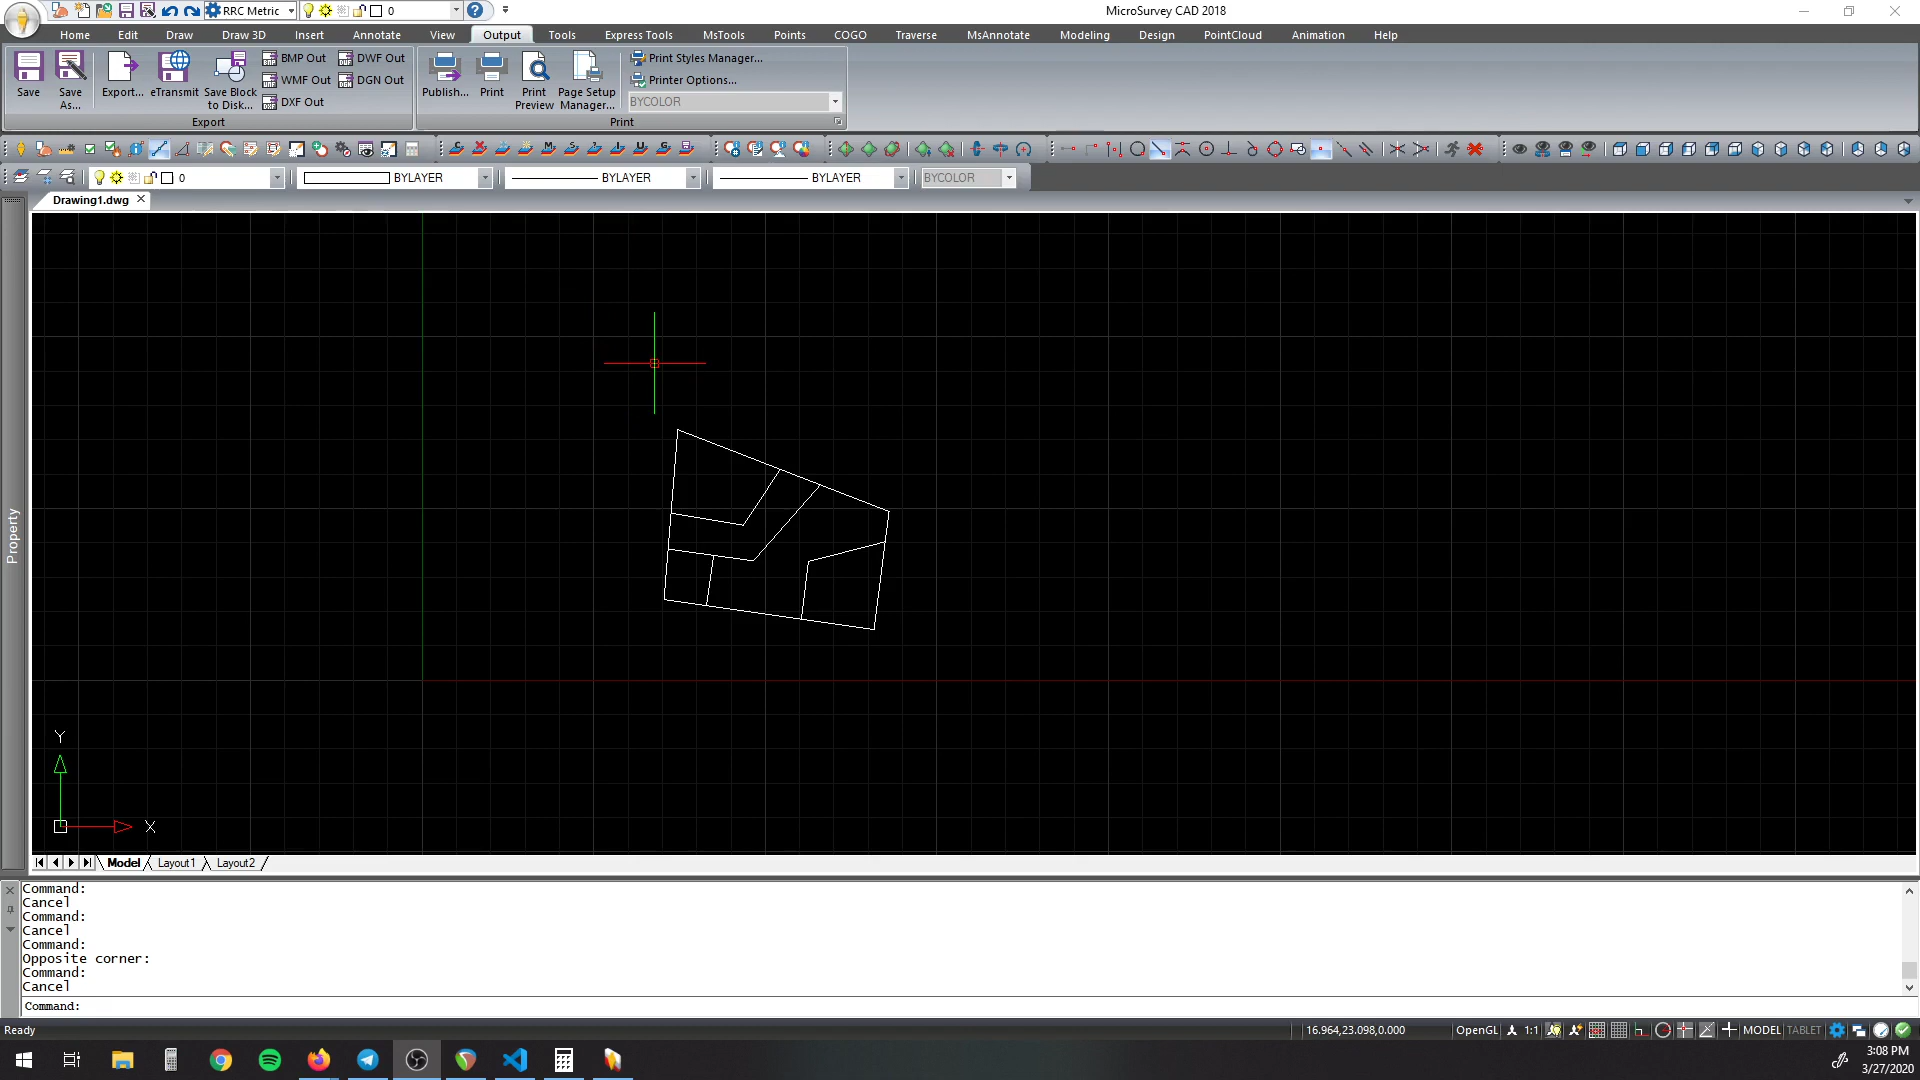 RRC Metric 0 MicroSurvey CAD 2018
Home Edit Draw Draw 3D Insert Annotate View Output Tools Express Tools MsTools Points COGO Traverse MsAnnotate Modeling Design PointCloud Animation Help
Save
Save As...
Export...
eTransmit
Save Block to Disk...
BMP Out
WMF Out
DXF Out
DWF Out
DGN Out
Export
Publish...
Print
Print Preview
Page Setup Manager...
Print Styles Manager...
Printer Options...
BYCOLOR
Print
0 BYLAYER BYLAYER BYLAYER BYCOLOR
Drawing1.dwg
Property
Y
X
Model Layout1 Layout2
Command:
Cancel
Command:
Cancel
Command:
Opposite corner:
Command:
Cancel
Command:
Ready 16.964,23.098,0.000 OpenGL 1:1 MODEL TABLET
3:08 PM
3/27/2020